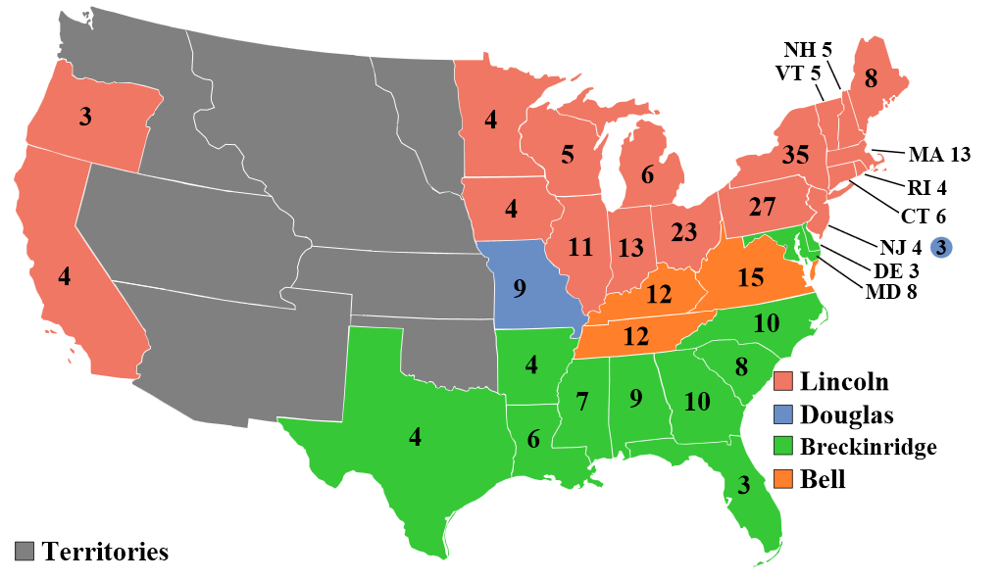 NH 5
VT 5
8
3
4
5
35
MA 13
6
RI 4
4
27
CT 6
23
11
13
NJ 4 3
DE 3
4
15
MD 8
9
12
10
12
4
8
Lincoln
7
9
10
Douglas
4
6
Breckinridge
Bell
3
Territories